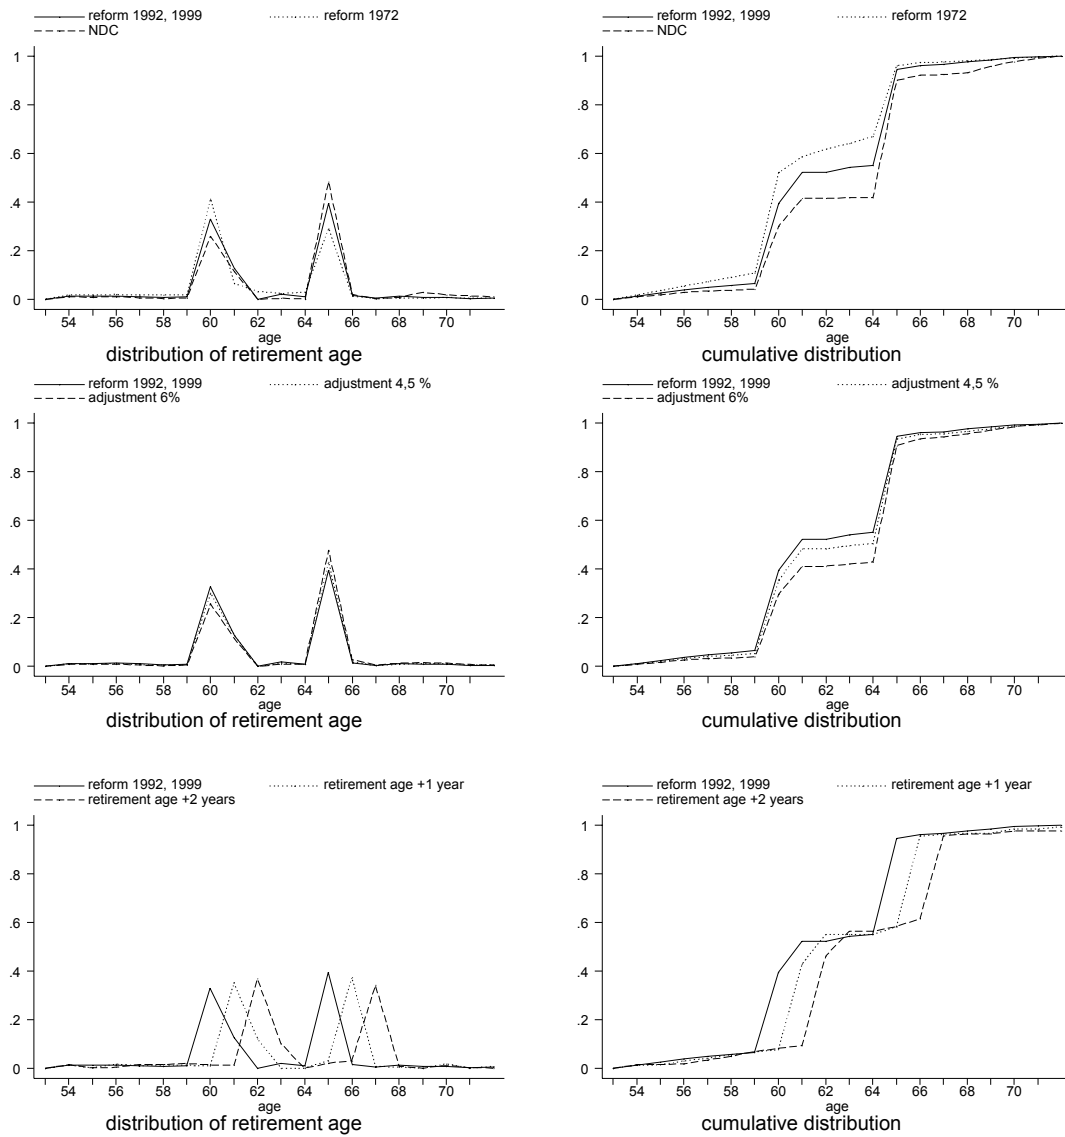 reform 1992, 1999 reform 1972
NDC
1
.8
.6
.4
.2
0
54 56 58 60 62 64 66 68 70
age
distribution of retirement age
reform 1992, 1999 reform 1972
NDC
1
.8
.6
.4
.2
0
54 56 58 60 62 64 66 68 70
age
cumulative distribution
reform 1992, 1999 adjustment 4,5 %
adjustment 6%
1
.8
.6
.4
.2
0
54 56 58 60 62 64 66 68 70
age
distribution of retirement age
reform 1992, 1999 adjustment 4,5 %
adjustment 6%
1
.8
.6
.4
.2
0
54 56 58 60 62 64 66 68 70
age
cumulative distribution
reform 1992, 1999 retirement age +1 year
retirement age +2 years
1
.8
.6
.4
.2
0
54 56 58 60 62 64 66 68 70
age
distribution of retirement age
reform 1992, 1999 retirement age +1 year
retirement age +2 years
1
.8
.6
.4
.2
0
54 56 58 60 62 64 66 68 70
age
cumulative distribution